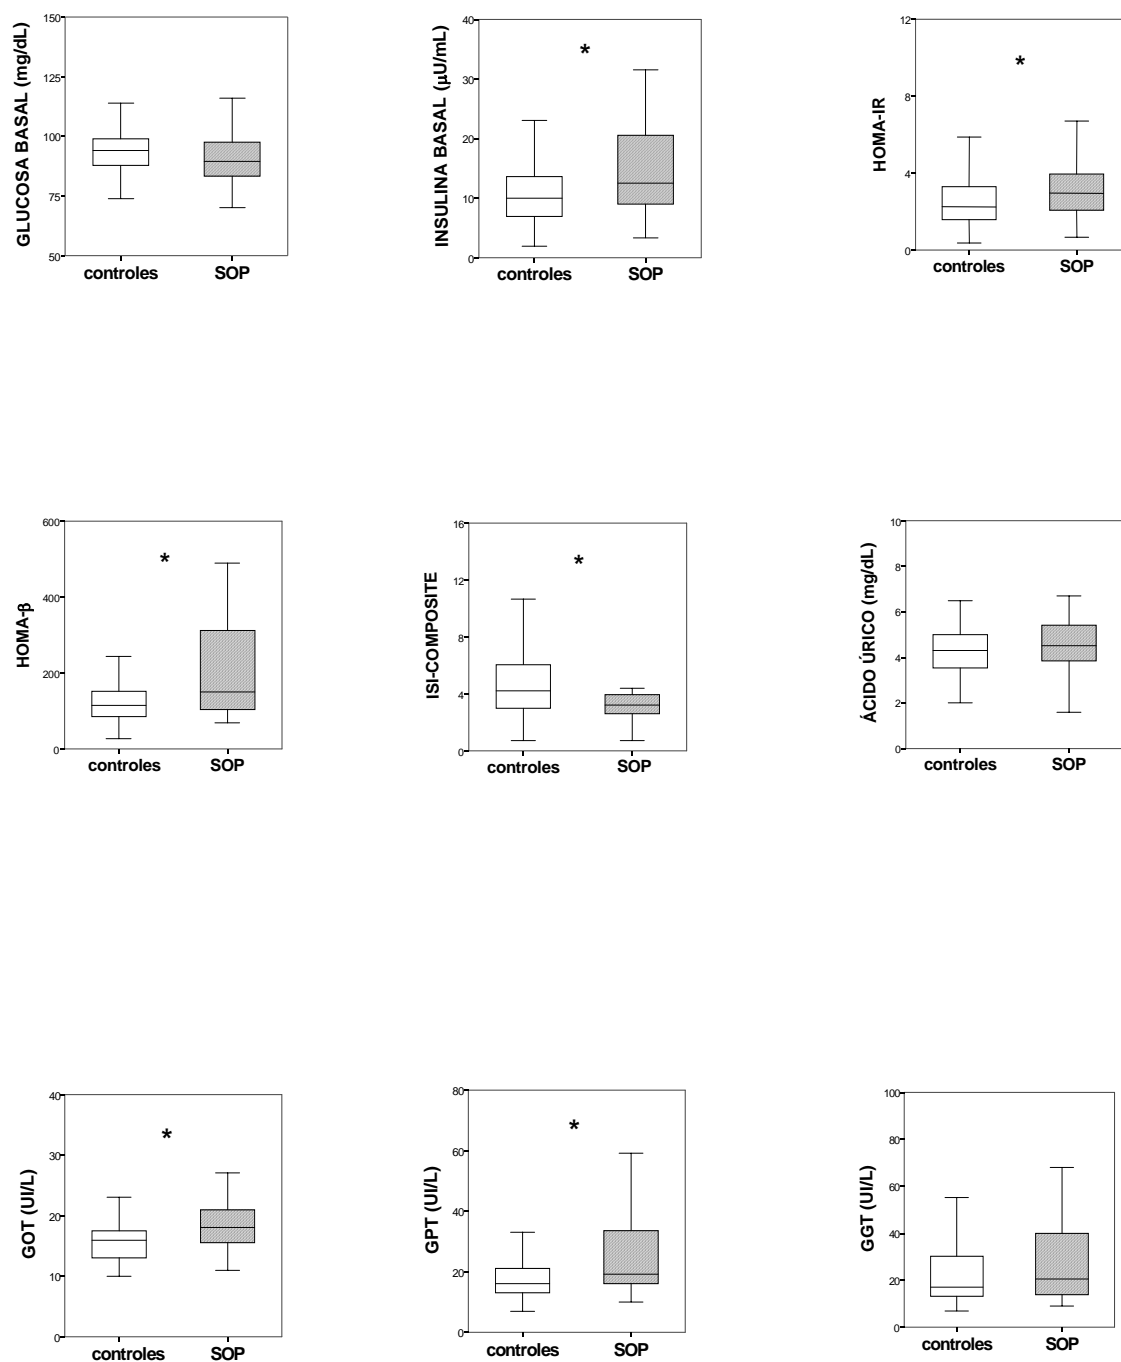 GLUCOSA BASAL (mg/dL)
150
125
100
75
50
controles SOP
INSULINA BASAL (µU/mL)
40
30
20
10
0
*
controles SOP
HOMA-IR
12
8
4
0
*
controles SOP
HOMA-β
600
400
200
0
*
controles SOP
ISI-COMPOSITE
16
12
8
4
0
*
controles SOP
ÁCIDO ÚRICO (mg/dL)
10
8
6
4
2
0
controles SOP
GOT (UI/L)
40
30
20
10
0
*
controles SOP
GPT (UI/L)
80
60
40
20
0
*
controles SOP
GGT (UI/L)
100
80
60
40
20
0
controles SOP